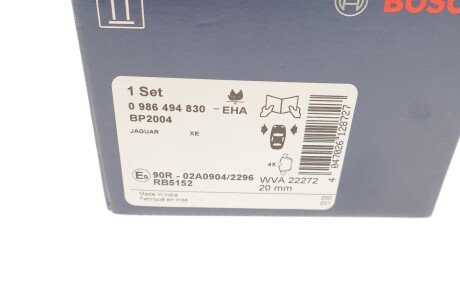 BOSCH
1 Set
0 986 494 830 - EHA
BP2004
JAGUAR XE
4X
E9 90R - 02A0904/2296
RB5152
WVA 22272
20 mm
Made in India
Fabriqué en Inde
4 047026 128727